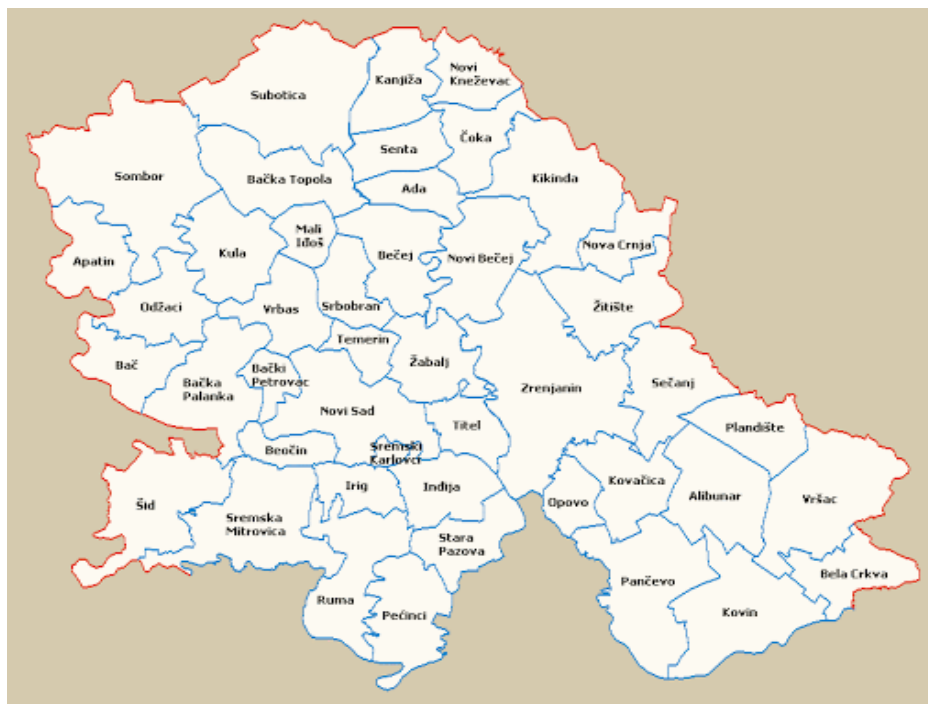 Novi
Kneževac
Kanjiža
Subotica
Čoka
Senta
Sombor
Bačka Topola
Ada
Kikinda
Mali
Iđoš
Nova Crnja
Kula
Bečej
Novi Bečej
Apatin
Odžaci
Vrbas
Srbobran
Žitište
Temerin
Bač
Bački
Petrovac
Žabalj
Bačka
Palanka
Zrenjanin
Sečanj
Novi Sad
Titel
Plandište
Beočin
Sremski
Karlovci
Kovačica
Irig
Inđija
Opovo
Alibunar
Vršac
Šid
Sremska
Mitrovica
Stara
Pazova
Bela Crkva
Pančevo
Ruma
Pećinci
Kovin